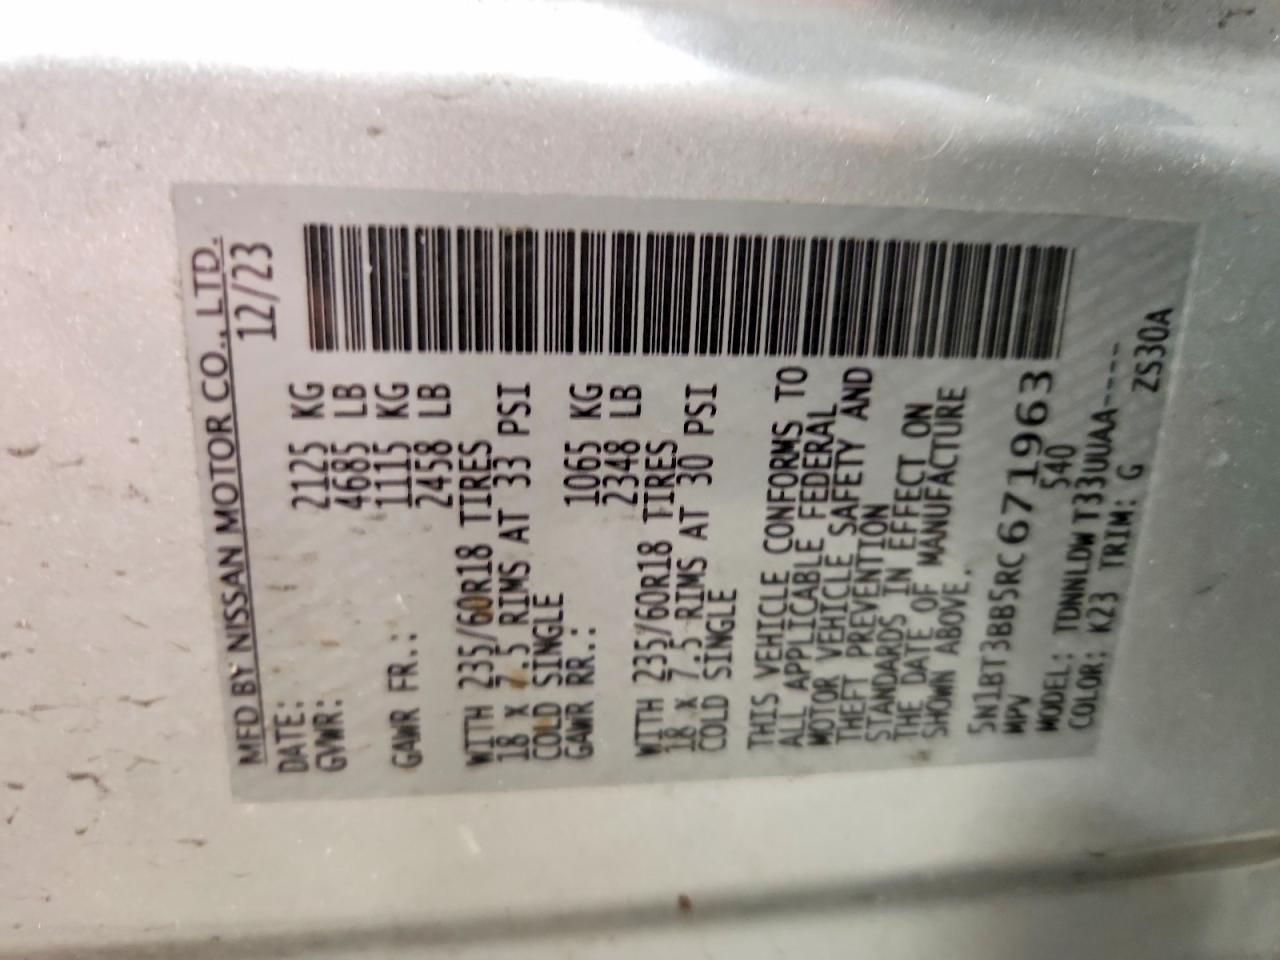 MFD BY NISSAN MOTOR CO., LTD.
DATE: 12/23
GVWR: 2125 KG
4685 LB
GAWR FR.: 1115 KG
2458 LB
WITH 235/60R18 TIRES
18 X 7.5 RIMS AT 33 PSI
COLD SINGLE
GAWR RR.: 1065 KG
2348 LB
WITH 235/60R18 TIRES
18 X 7.5 RIMS AT 30 PSI
COLD SINGLE
THIS VEHICLE CONFORMS TO
ALL APPLICABLE FEDERAL
MOTOR VEHICLE SAFETY AND
THEFT PREVENTION
STANDARDS IN EFFECT ON
THE DATE OF MANUFACTURE
SHOWN ABOVE.
5N1BT3BB5RC671963
MPV 540
MODEL: TDNNLDWT33UUAA----
COLOR: K23 TRIM: G ZS30A